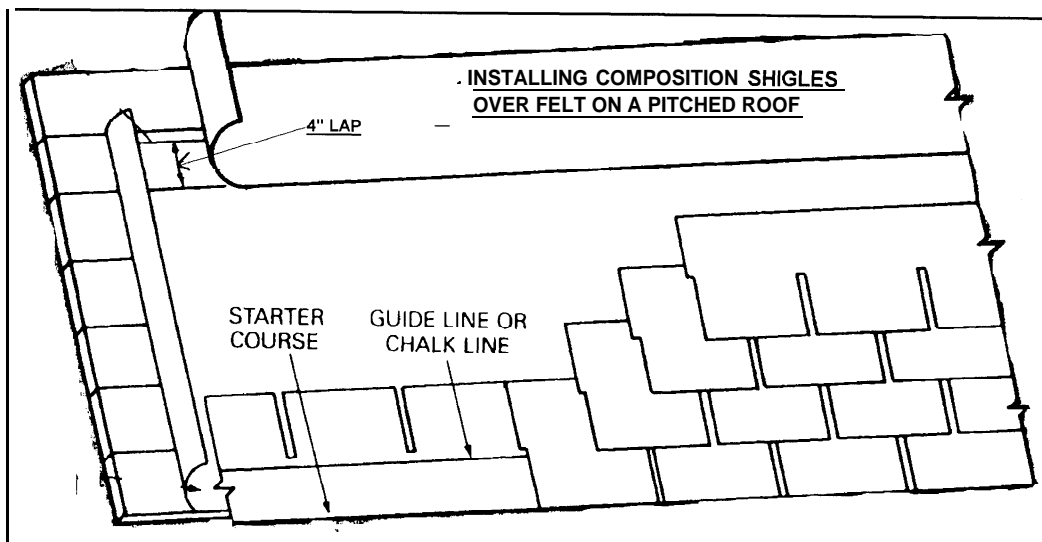 INSTALLING COMPOSITION SHIGLES
OVER FELT ON A PITCHED ROOF
4" LAP
STARTER
COURSE
GUIDE LINE OR
CHALK LINE